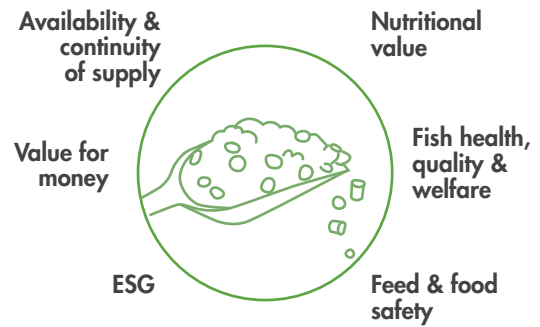 Availability &
continuity
of supply
Nutritional
value
Value for
money
Fish health,
quality &
welfare
ESG
Feed & food
safety